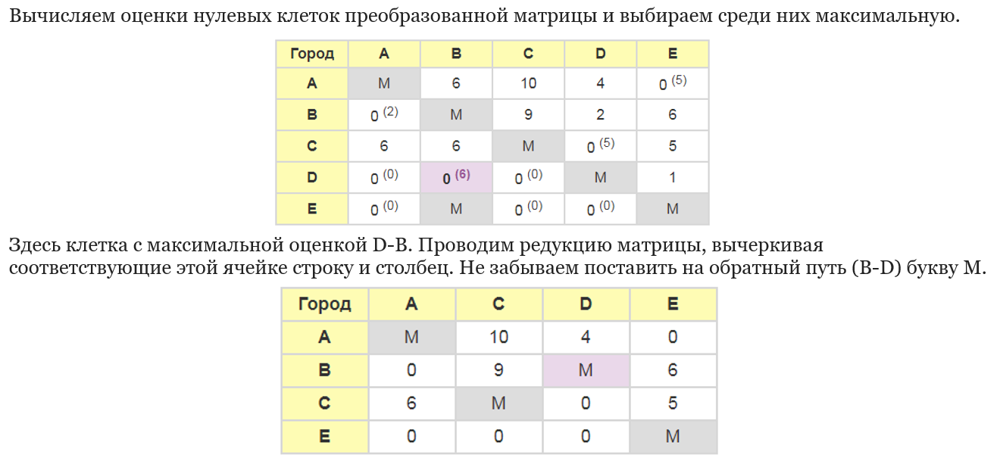 Вычисляем оценки нулевых клеток преобразованной матрицы и выбираем среди них максимальную.
Город A B C D E
A M 6 10 4 0 (5)
B 0 (2) M 9 2 6
C 6 6 M 0 (5) 5
D 0 (0) 0 (6) 0 (0) M 1
E 0 (0) M 0 (0) 0 (0) M
Здесь клетка с максимальной оценкой D-B. Проводим редукцию матрицы, вычеркивая
соответствующие этой ячейке строку и столбец. Не забываем поставить на обратный путь (B-D) букву М.
Город A C D E
A M 10 4 0
B 0 9 M 6
C 6 M 0 5
E 0 0 0 M